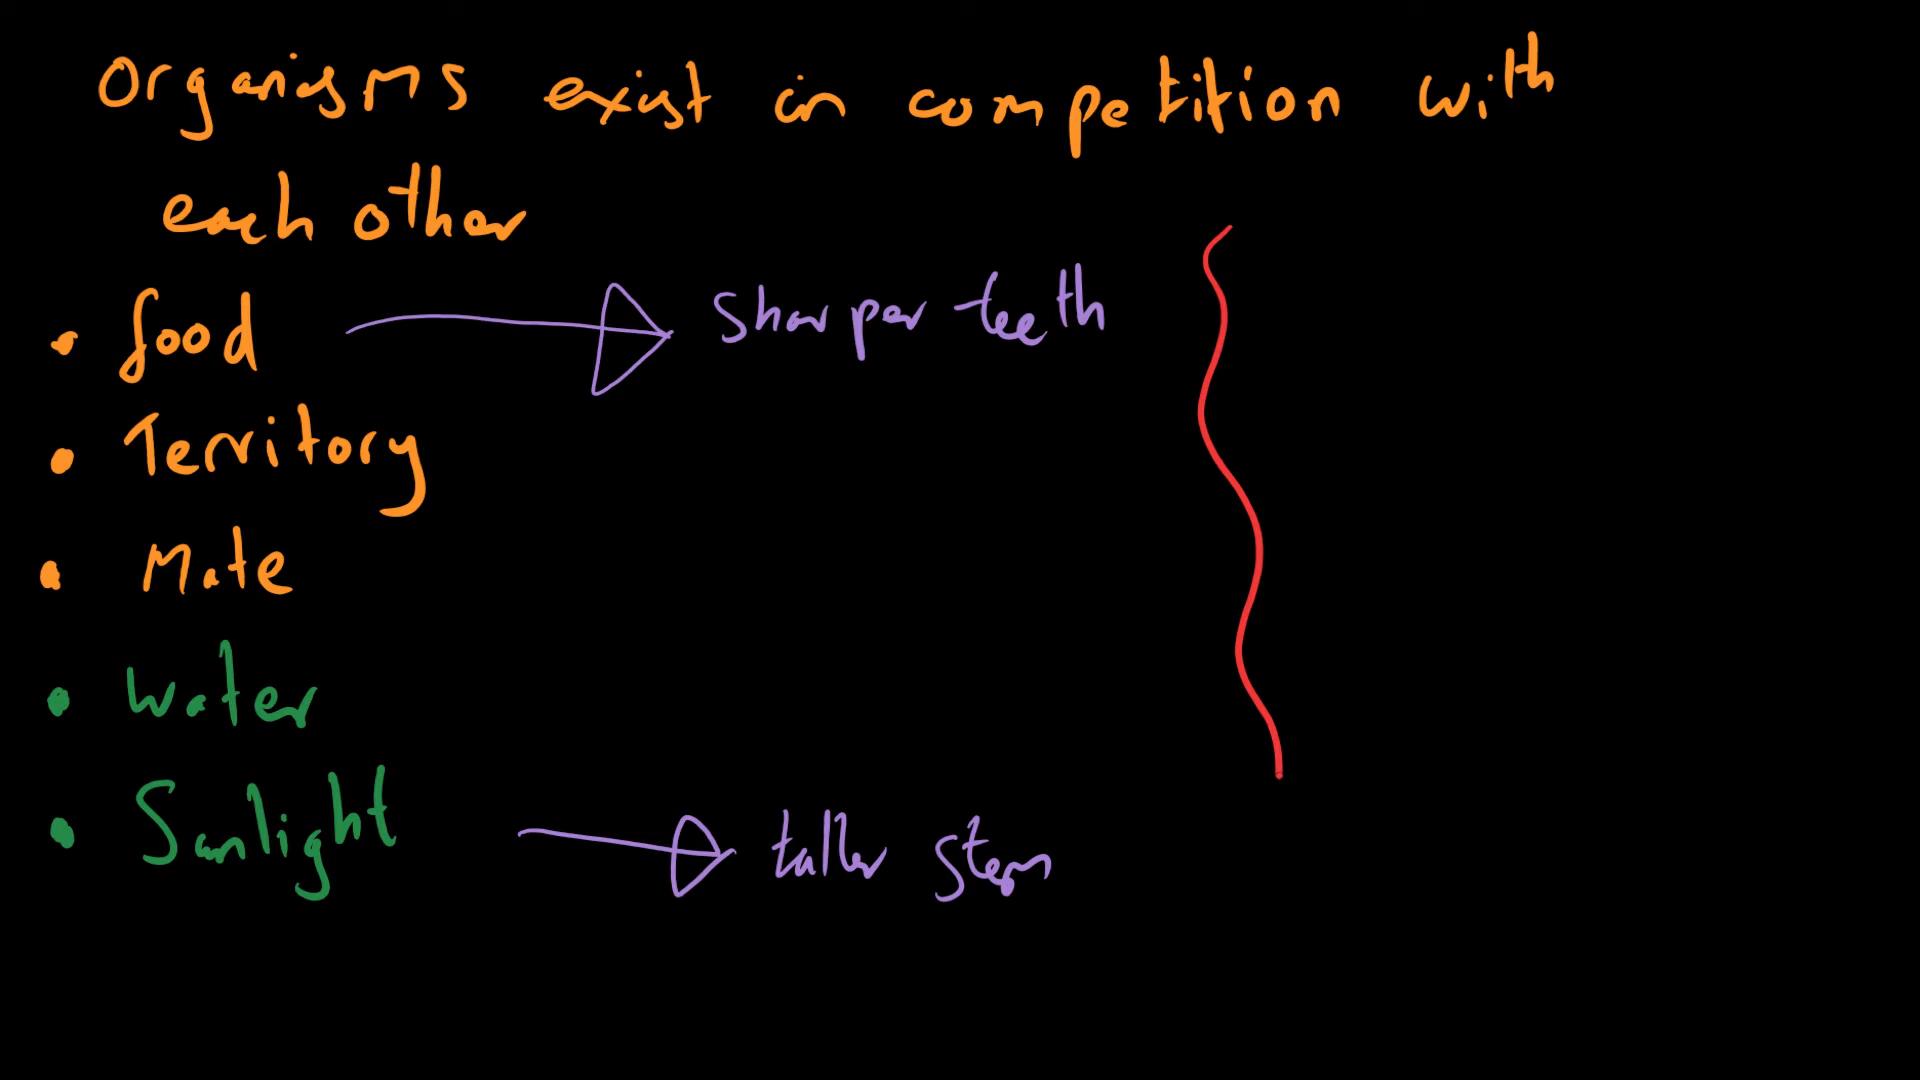 Organisms exist in competition with
each other
• food → sharper teeth
• Territory
• Mate
• Water
• Sunlight → taller stem